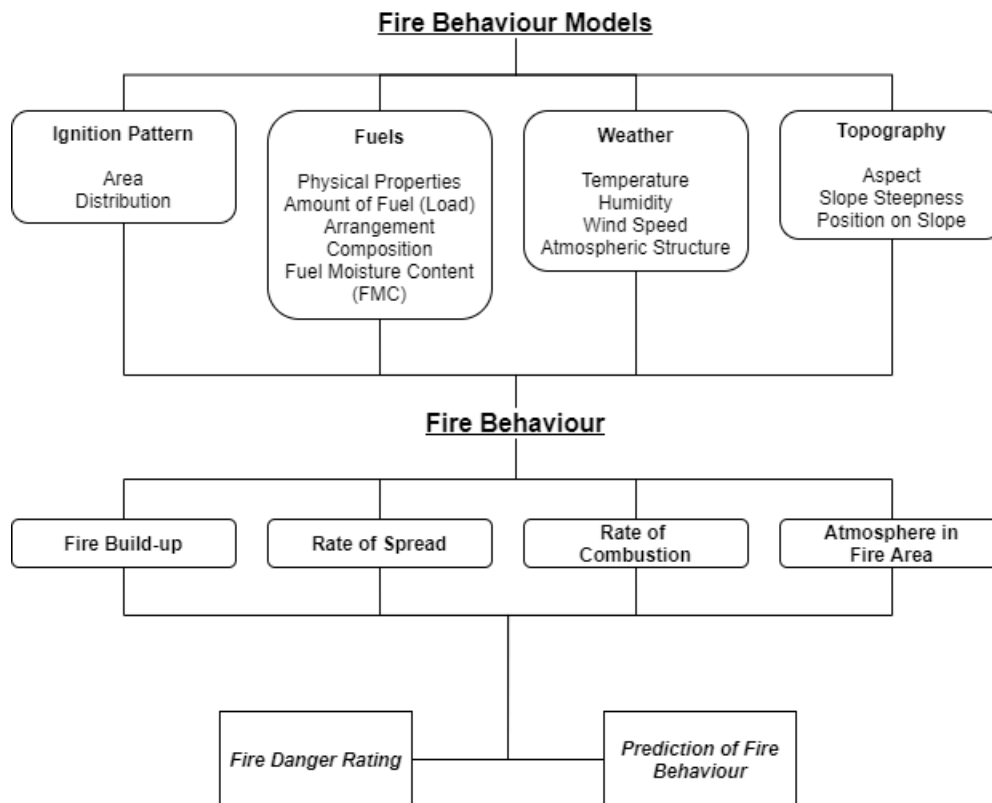 Fire Behaviour Models
Ignition Pattern
Area
Distribution
Fuels
Physical Properties
Amount of Fuel (Load)
Arrangement
Composition
Fuel Moisture Content
(FMC)
Weather
Temperature
Humidity
Wind Speed
Atmospheric Structure
Topography
Aspect
Slope Steepness
Position on Slope
Fire Behaviour
Fire Build-up
Rate of Spread
Rate of
Combustion
Atmosphere in
Fire Area
Fire Danger Rating
Prediction of Fire
Behaviour